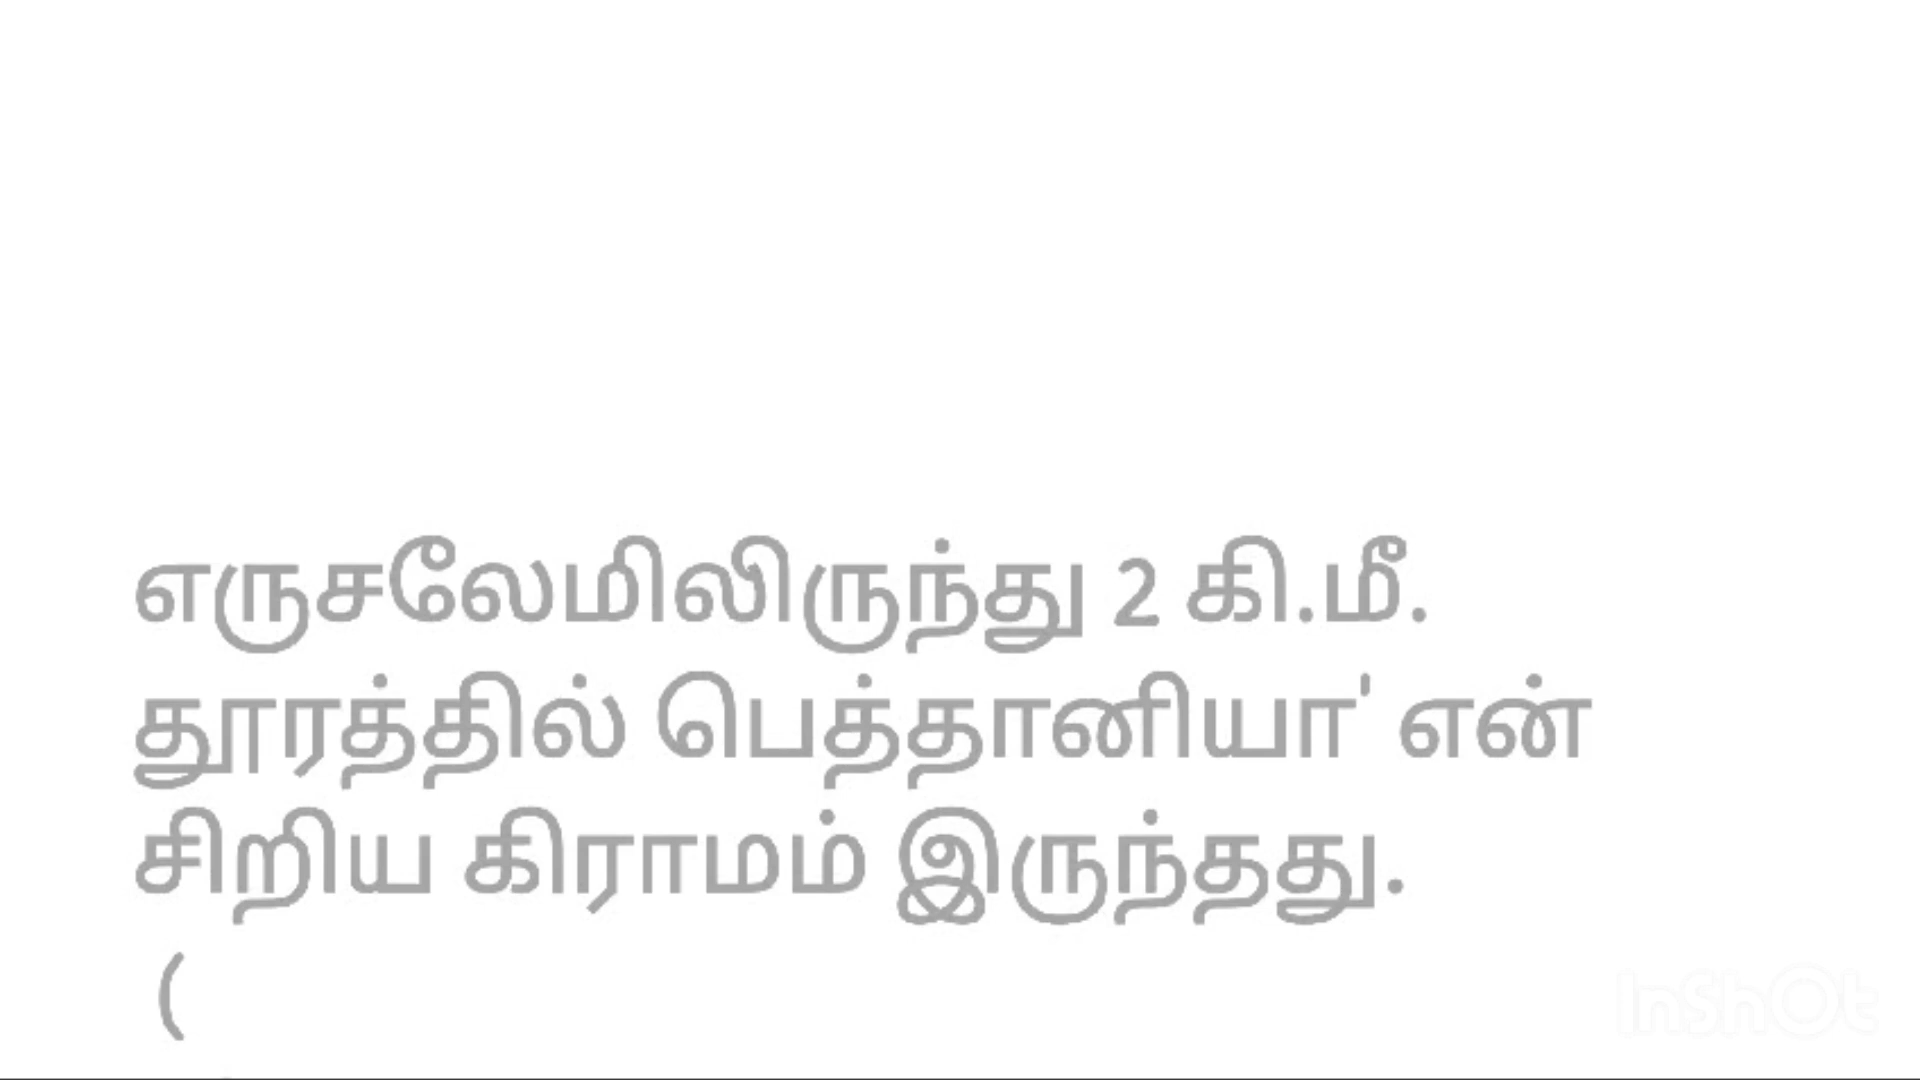 எருசலேமிலிருந்து 2 கி.மீ.
தூரத்தில் பெத்தானியா' என்
சிறிய கிராமம் இருந்தது.
(
InShOt